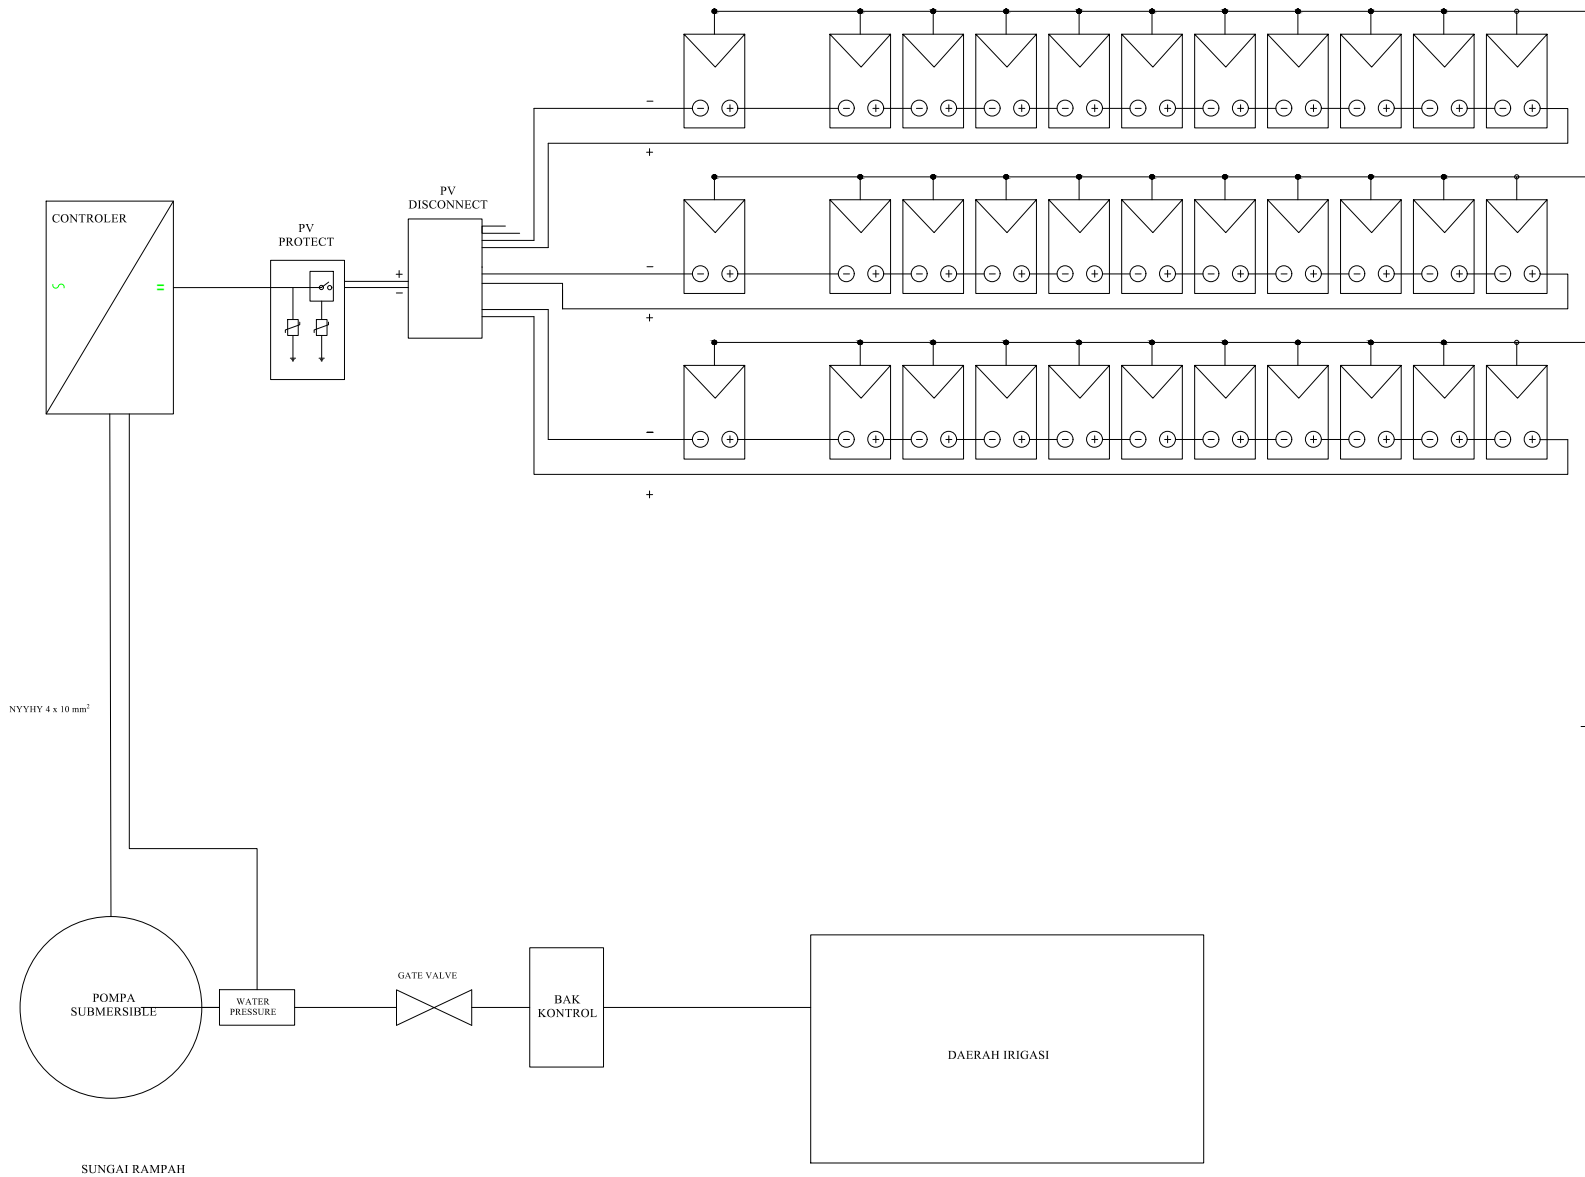 PV
DISCONNECT
CONTROLER
PV
PROTECT
NYYHY 4 x 10 mm²
GATE VALVE
POMPA
SUBMERSIBLE
WATER
PRESSURE
BAK
KONTROL
DAERAH IRIGASI
SUNGAI RAMPAH